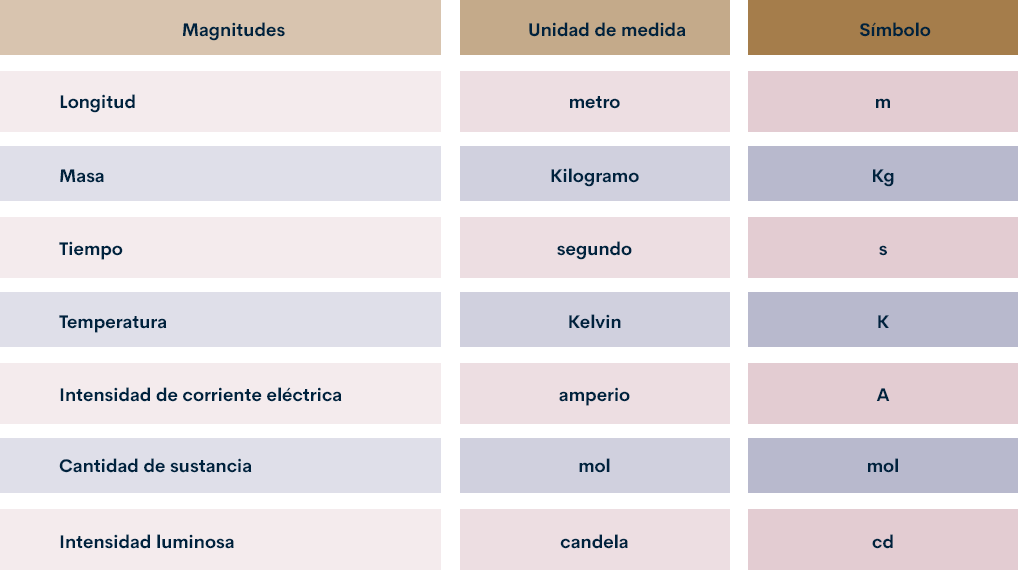 Magnitudes Unidad de medida Símbolo
Longitud metro m
Masa Kilogramo Kg
Tiempo segundo s
Temperatura Kelvin K
Intensidad de corriente eléctrica amperio A
Cantidad de sustancia mol mol
Intensidad luminosa candela cd